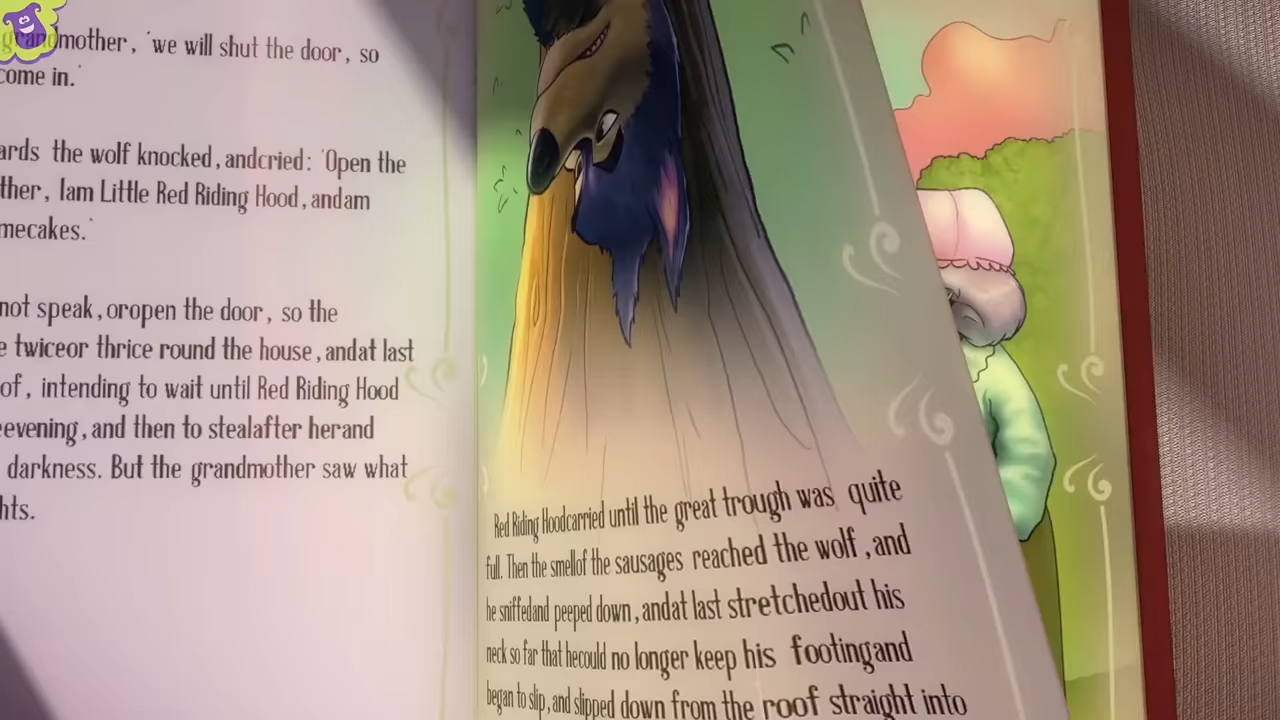 grandmother, 'we will shut the door, so
come in.'
ards the wolf knocked, andcried: 'Open the
ther, Iam Little Red Riding Hood, andam
mecakes.'
not speak, oropen the door, so the
e twiceor thrice round the house, andat last
of, intending to wait until Red Riding Hood
eevening, and then to stealafter herand
darkness. But the grandmother saw what
hts.
Red Riding Hoodcarried until the great trough was quite
full. Then the smellof the sausages reached the wolf, and
he sniffedand peeped down, andat last stretchedout his
neck so far that hecould no longer keep his footingand
began to slip, and slipped down from the roof straight into